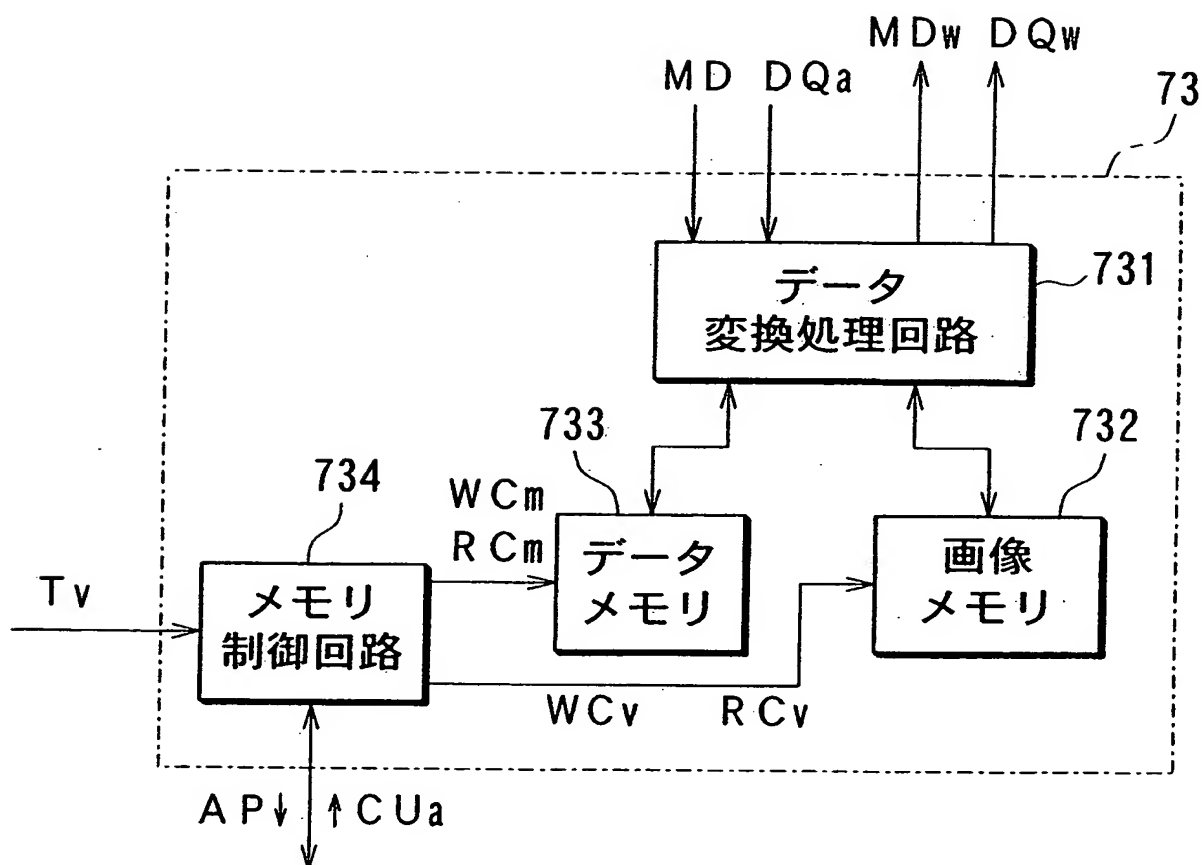 MDw DQw
MD DQa
73
データ
変換処理回路
731
733
732
734
WCm
RCm
データ
メモリ
画像
メモリ
Tv
メモリ
制御回路
WCv RCv
AP↓ ↑CUa